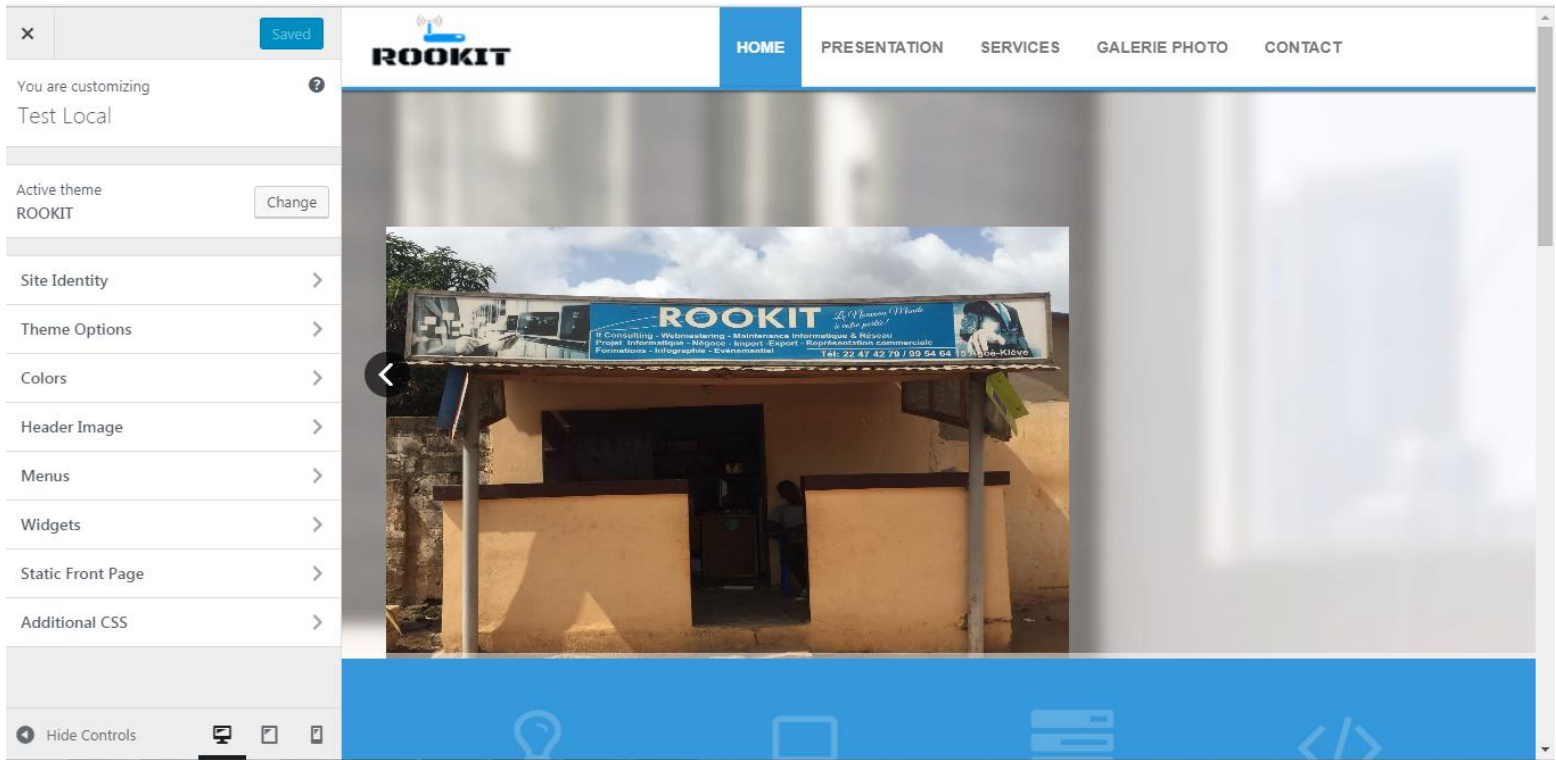 Saved
You are customizing
Test Local
Active theme
ROOKIT
Change
Site Identity
Theme Options
Colors
Header Image
Menus
Widgets
Static Front Page
Additional CSS
Hide Controls
ROOKIT
HOME PRESENTATION SERVICES GALERIE PHOTO CONTACT
ROOKIT
Le Nouveau Monde
à votre portée!
It Consulting - Webmastering - Maintenance Informatique & Réseau
Projet Informatique - Négoce - Import -Export - Représentation commerciale
Formations - Infographie - Evénementiel
Tél: 22 47 42 79 / 99 54 64
Agoè-Klévé